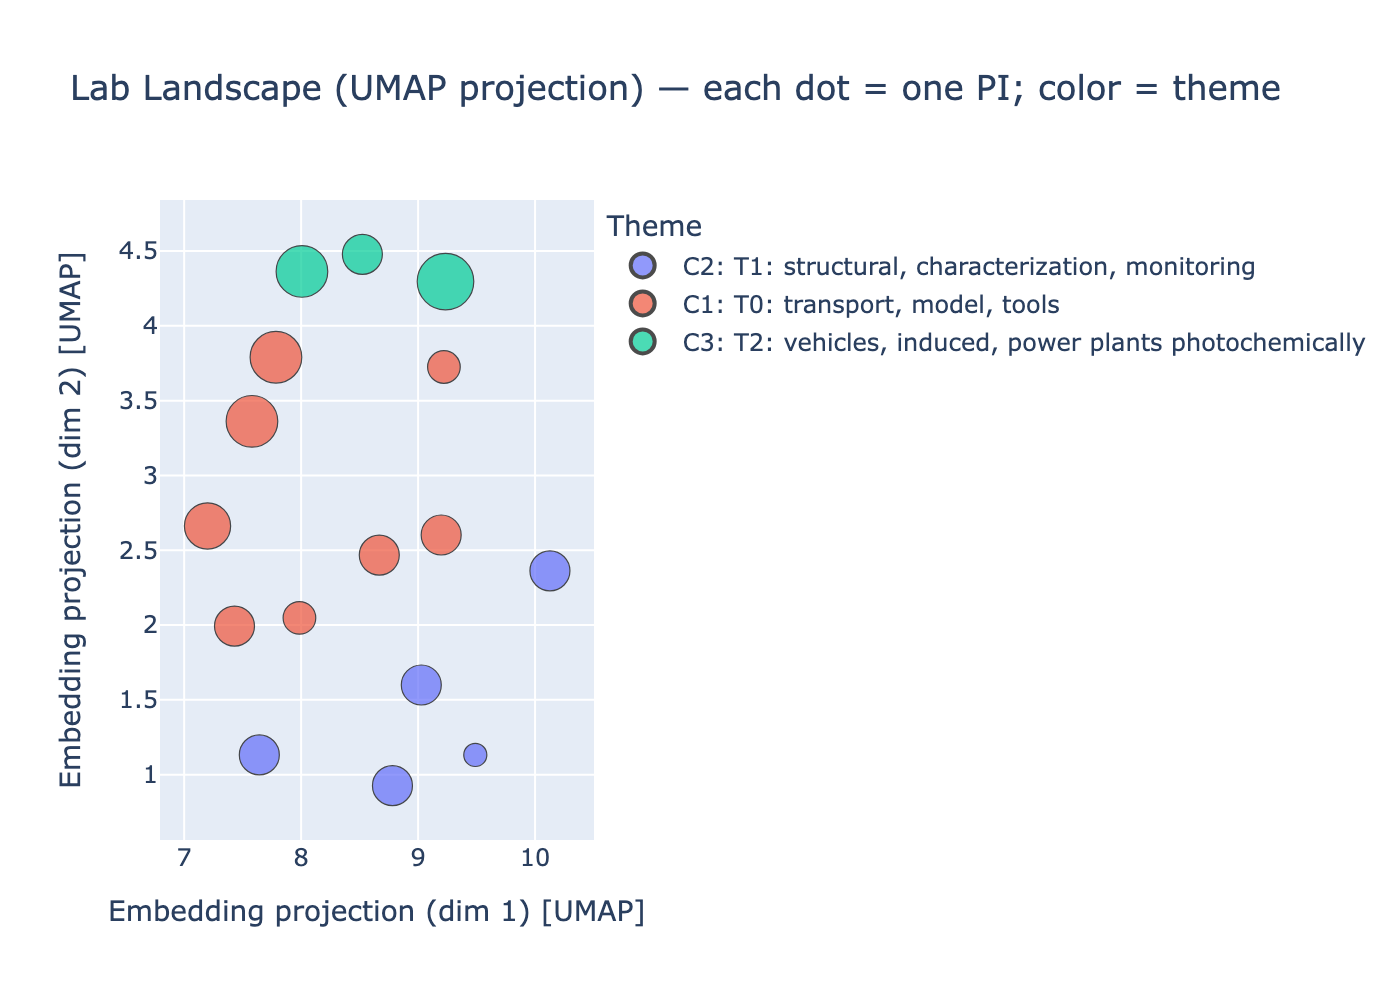 Lab Landscape (UMAP projection) — each dot = one PI; color = theme
Theme
C2: T1: structural, characterization, monitoring
C1: T0: transport, model, tools
C3: T2: vehicles, induced, power plants photochemically
Embedding projection (dim 2) [UMAP]
4.5
4
3.5
3
2.5
2
1.5
1
7 8 9 10
Embedding projection (dim 1) [UMAP]